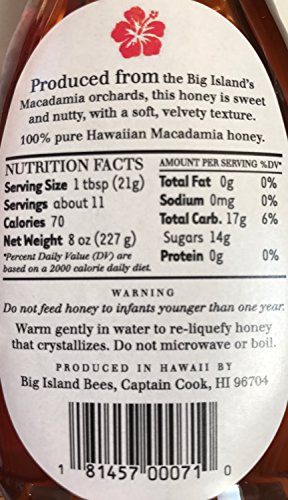 Produced from the Big Island's
Macadamia orchards, this honey is sweet
and nutty, with a soft, velvety texture.
100% pure Hawaiian Macadamia honey.
NUTRITION FACTS
Serving Size 1 tbsp (21g)
Servings about 11
Calories 70
Net Weight 8 oz (227 g)
*Percent Daily Value (DV) are
based on a 2000 calorie daily diet.
AMOUNT PER SERVING %DV*
Total Fat 0g 0%
Sodium 0mg 0%
Total Carb. 17g 6%
Sugars 14g
Protein 0g 0%
WARNING
Do not feed honey to infants younger than one year.
Warm gently in water to re-liquefy honey
that crystallizes. Do not microwave or boil.
PRODUCED IN HAWAII BY
Big Island Bees, Captain Cook, HI 96704
1 81457 00071 0